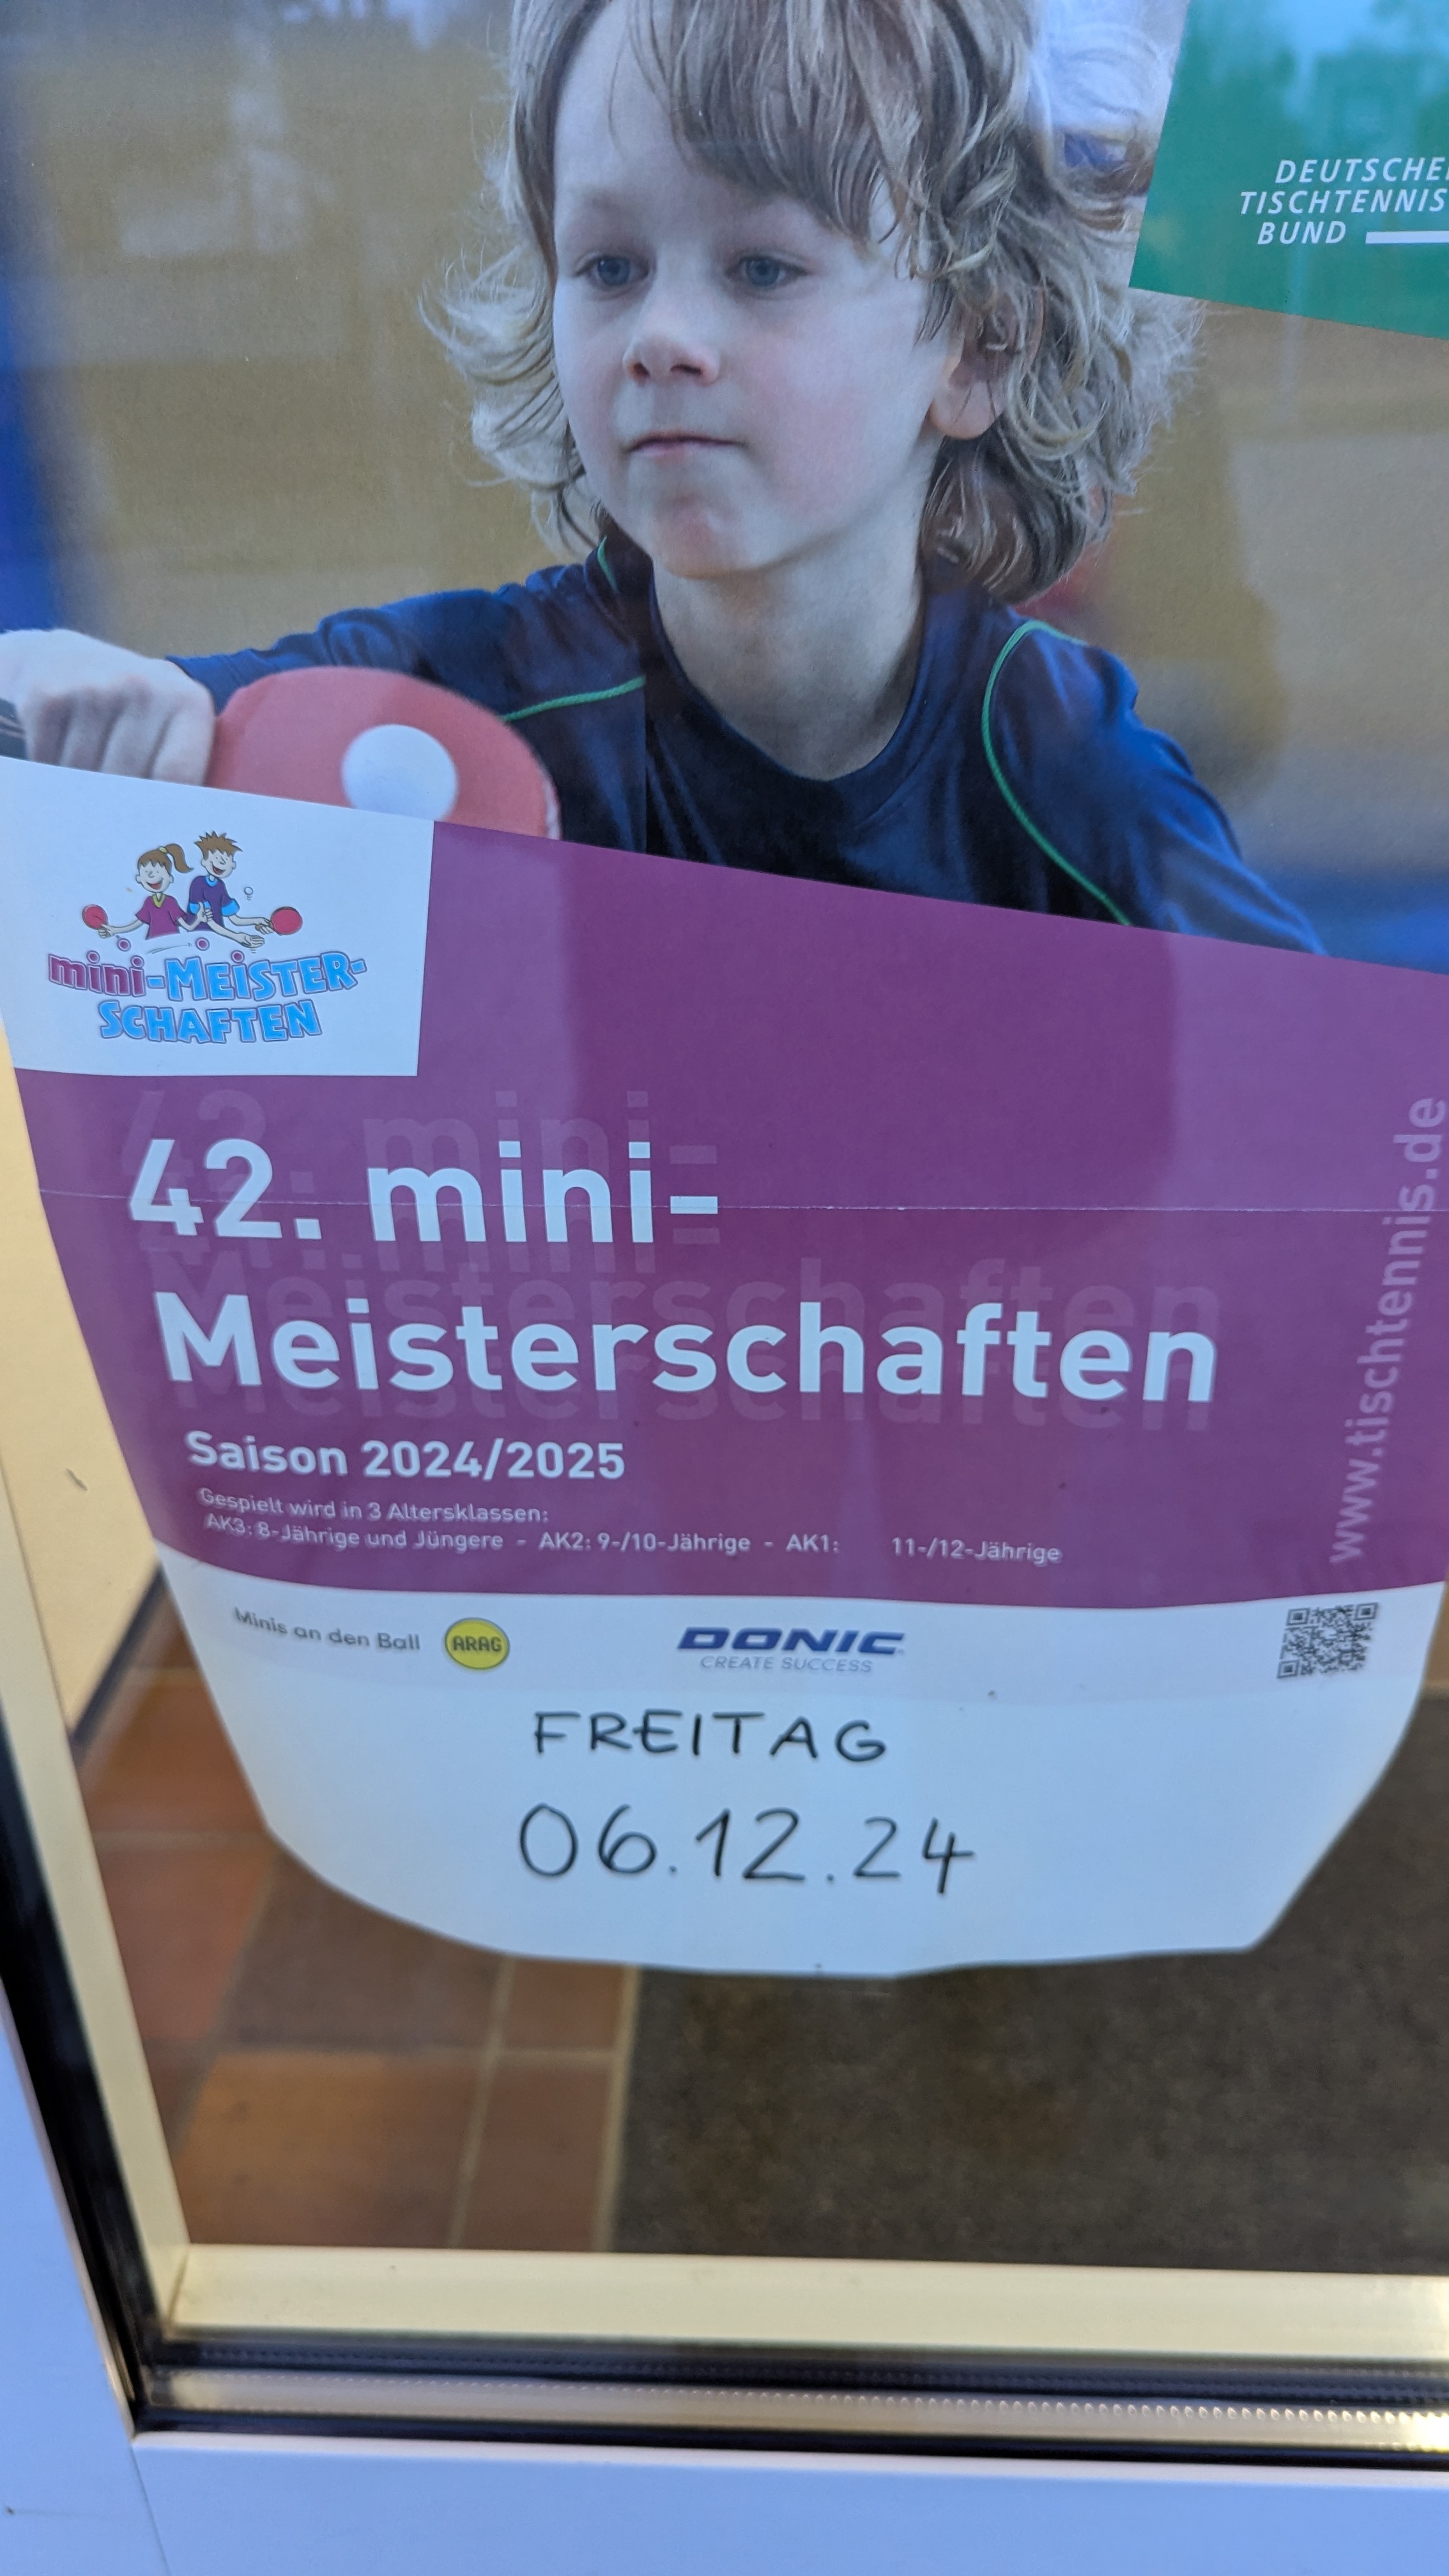 DEUTSCHE
TISCHTENNIS
BUND
mini-MEISTER-
SCHAFTEN
42. mini-
Meisterschaften
Saison 2024/2025
Gespielt wird in 3 Altersklassen:
AK3: 8-Jährige und Jüngere - AK2: 9-/10-Jährige - AK1: 11-/12-Jährige
www.tischtennis.de
Minis an den Ball
ARAG
DONIC
CREATE SUCCESS
FREITAG
06.12.24